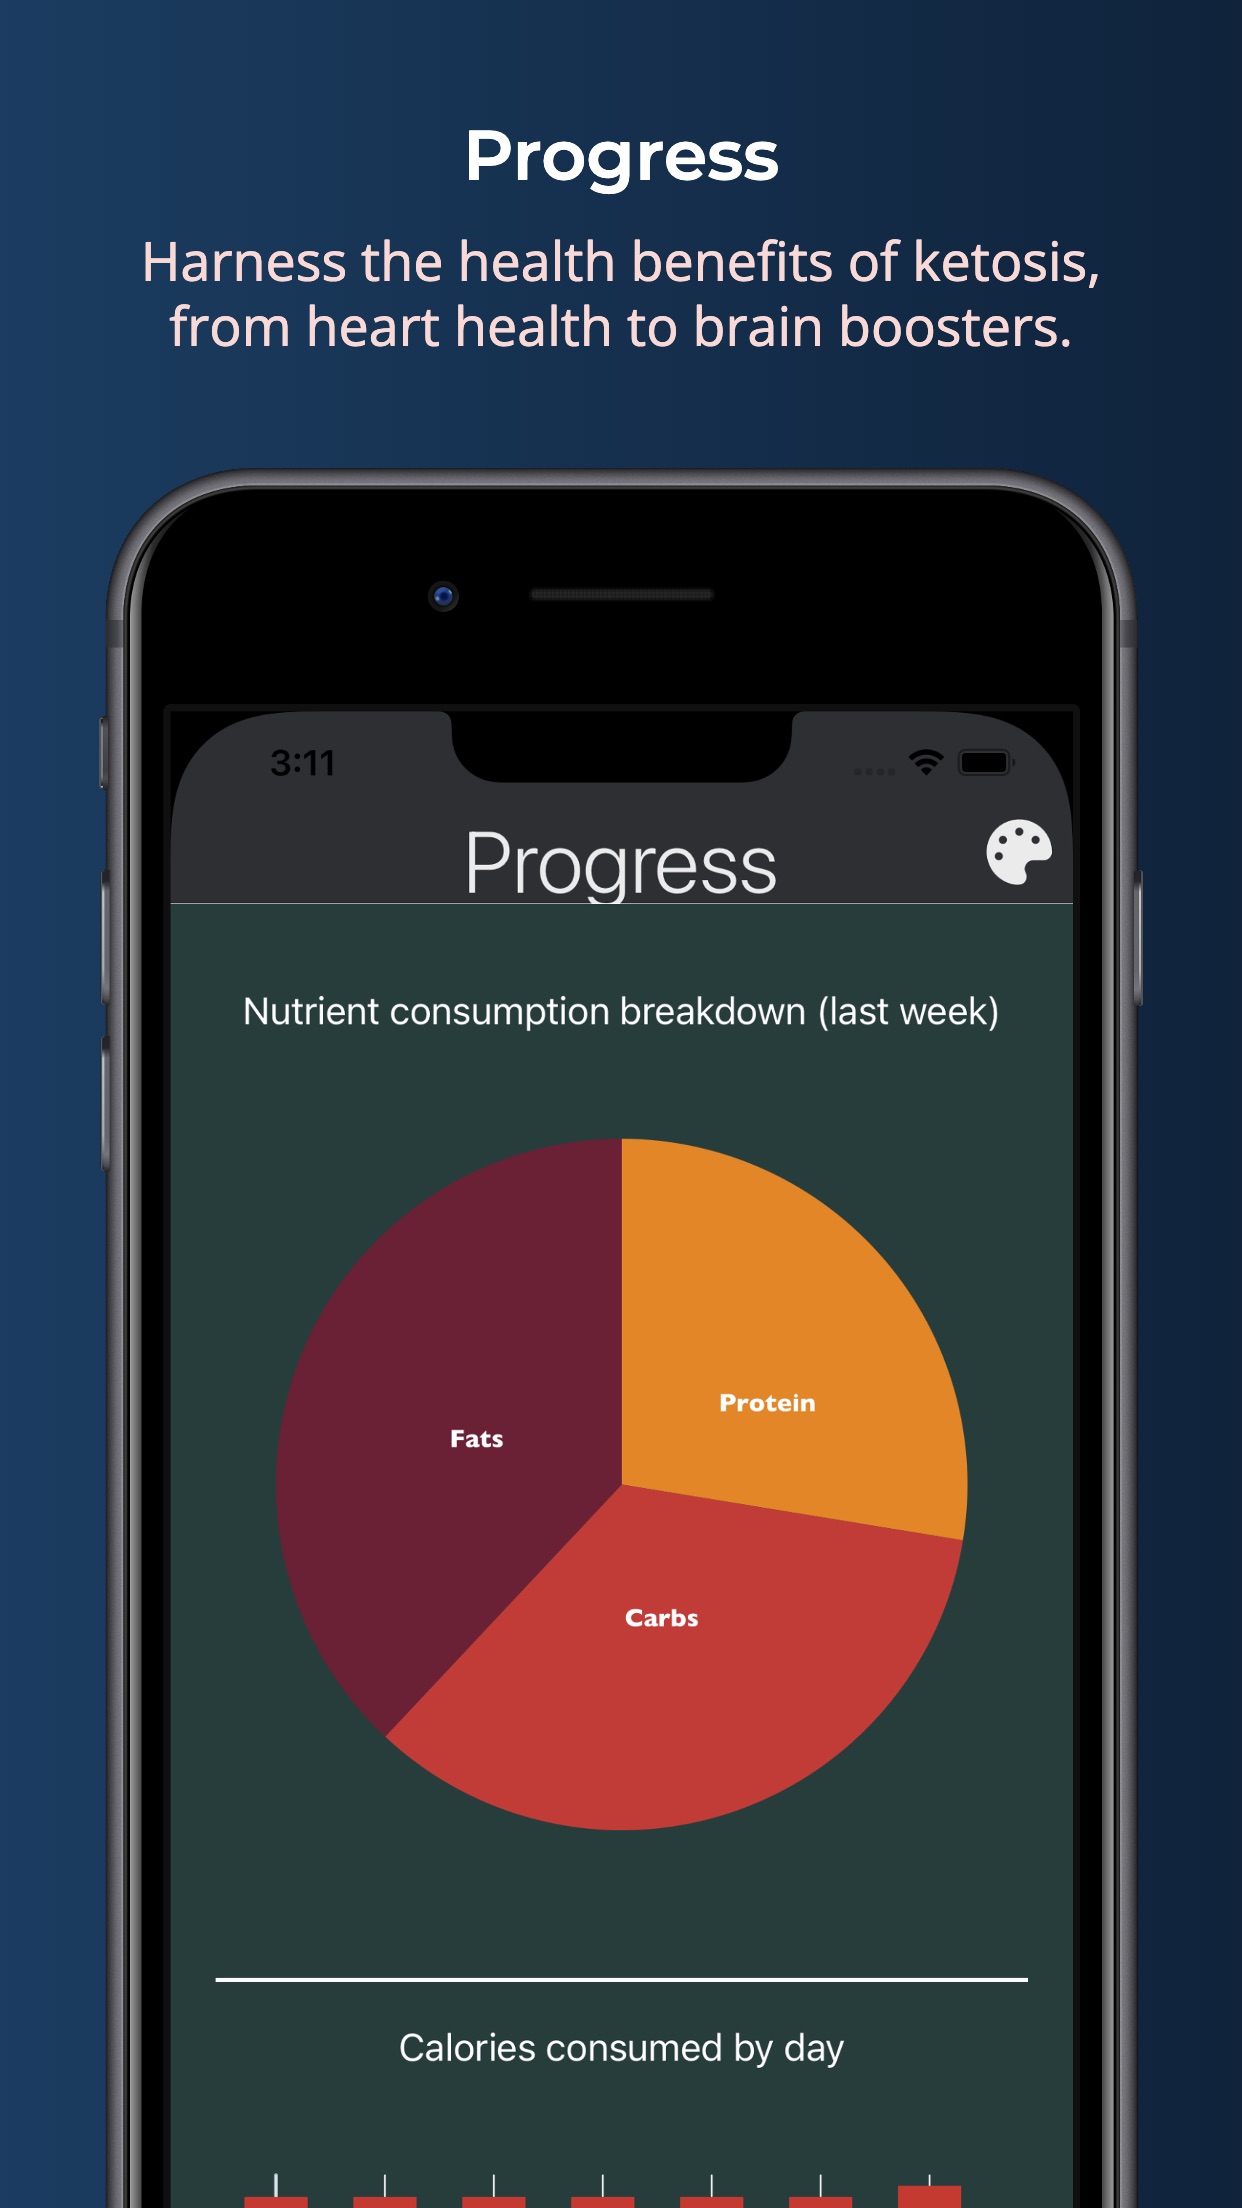 Progress
Harness the health benefits of ketosis,
from heart health to brain boosters.
3:11
Progress
Nutrient consumption breakdown (last week)
Protein
Fats
Carbs
Calories consumed by day